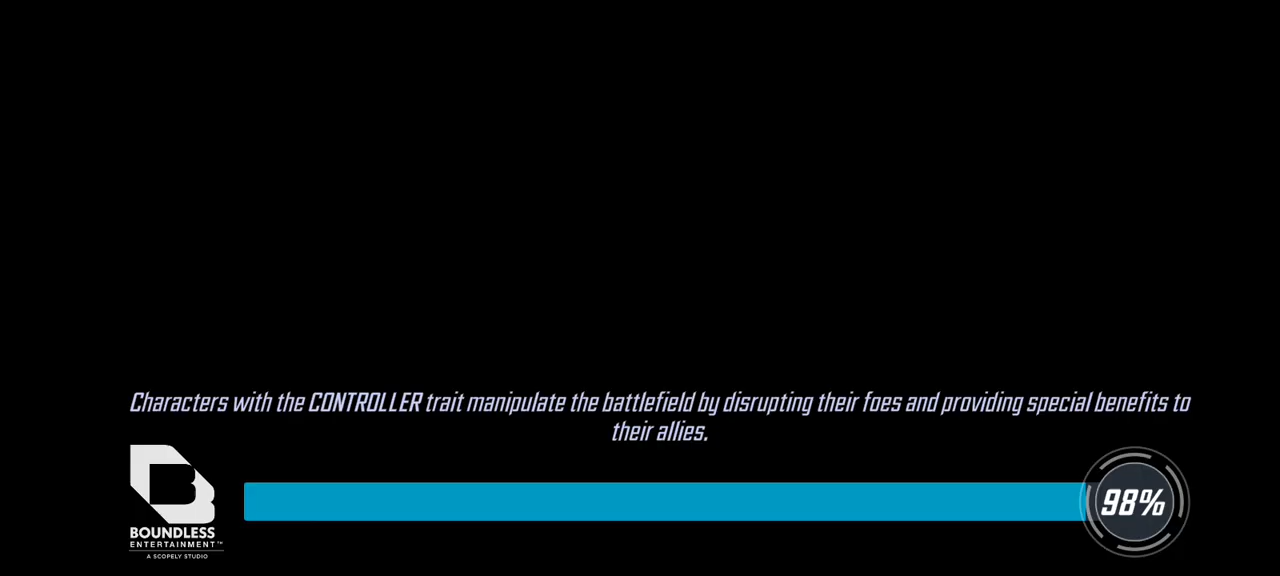 Characters with the CONTROLLER trait manipulate the battlefield by disrupting their foes and providing special benefits to
their allies.
98%
BOUNDLESS
ENTERTAINMENT™
A SCOPELY STUDIO